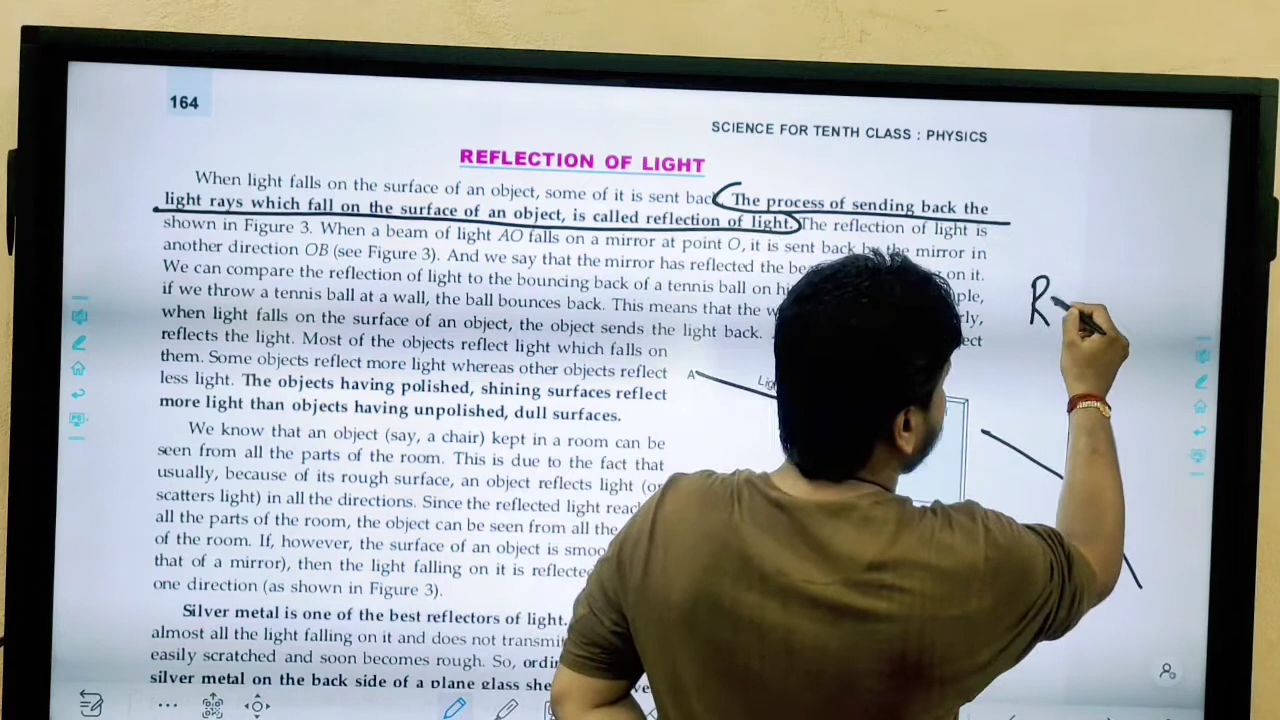 164
SCIENCE FOR TENTH CLASS : PHYSICS
REFLECTION OF LIGHT
When light falls on the surface of an object, some of it is sent back. The process of sending back the
light rays which fall on the surface of an object, is called reflection of light. The reflection of light is
shown in Figure 3. When a beam of light AO falls on a mirror at point O, it is sent back by the mirror in
another direction OB (see Figure 3). And we say that the mirror has reflected the on it.
We can compare the reflection of light to the bouncing back of a tennis ball on
if we throw a tennis ball at a wall, the ball bounces back. This means that the
when light falls on the surface of an object, the object sends the light back.
reflects the light. Most of the objects reflect light which falls on
them. Some objects reflect more light whereas other objects reflect
less light. The objects having polished, shining surfaces reflect
more light than objects having unpolished, dull surfaces.
A
R
We know that an object (say, a chair) kept in a room can be
seen from all the parts of the room. This is due to the fact that
usually, because of its rough surface, an object reflects light (or
scatters light) in all the directions. Since the reflected light
all the parts of the room, the object can be seen from all the
of the room. If, however, the surface of an object is
that of a mirror), then the light falling on it is
one direction (as shown in Figure 3).
Silver metal is one of the best reflectors of light.
almost all the light falling on it and does not
easily scratched and soon becomes rough. So,
silver metal on the back side of a plane glass